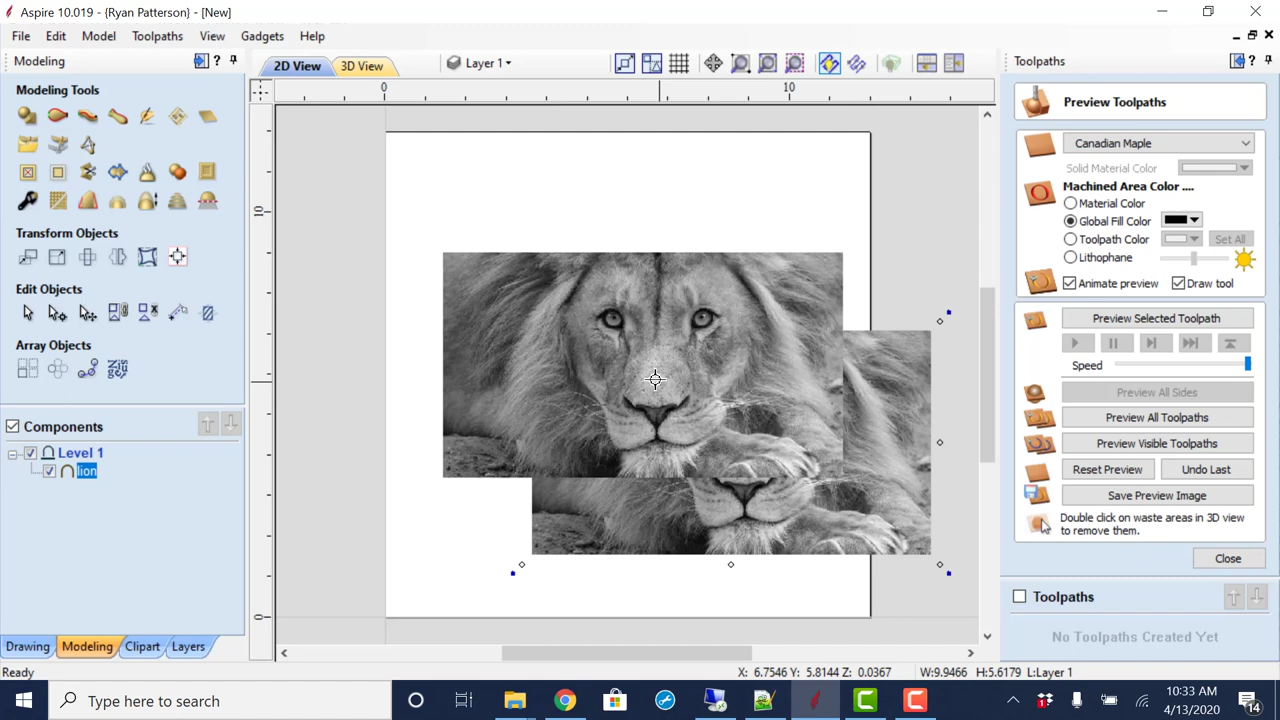 Aspire 10.019 - {Ryan Patterson} - [New]
File Edit Model Toolpaths View Gadgets Help
Modeling
Modeling Tools
Transform Objects
Edit Objects
Array Objects
Components
Level 1
lion
Drawing Modeling Clipart Layers
2D View 3D View Layer 1
0 10
10
0
Toolpaths
Preview Toolpaths
Canadian Maple
Solid Material Color
Machined Area Color ....
Material Color
Global Fill Color
Toolpath Color Set All
Lithophane
Animate preview Draw tool
Preview Selected Toolpath
Speed
Preview All Sides
Preview All Toolpaths
Preview Visible Toolpaths
Reset Preview Undo Last
Save Preview Image
Double click on waste areas in 3D view
to remove them.
Close
Toolpaths
No Toolpaths Created Yet
Ready X: 6.7546 Y: 5.8144 Z: 0.0367 W:9.9466 H:5.6179 L:Layer 1
Type here to search
10:33 AM
4/13/2020
14